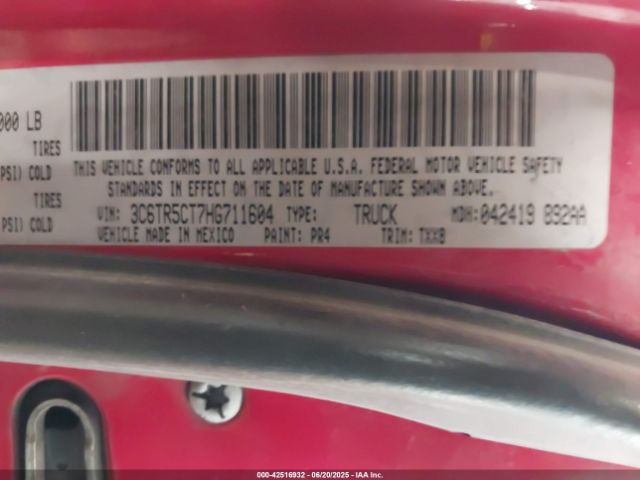 000 LB
TIRES
PSI) COLD
TIRES
PSI) COLD
THIS VEHICLE CONFORMS TO ALL APPLICABLE U.S.A. FEDERAL MOTOR VEHICLE SAFETY
STANDARDS IN EFFECT ON THE DATE OF MANUFACTURE SHOWN ABOVE.
VIN: 3C6TR5CT7HG711604 TYPE: TRUCK MDH: 042419 092AA
VEHICLE MADE IN MEXICO PAINT: PR4 TRIM: TXX8
000-42516932 | 06/20/2025 | IAA Inc.